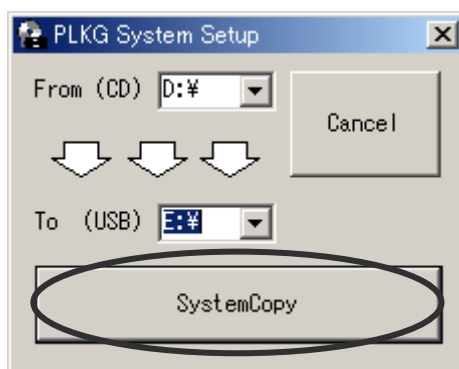 PLKG System Setup
From (CD) D:¥
Cancel
To (USB) E:¥
SystemCopy